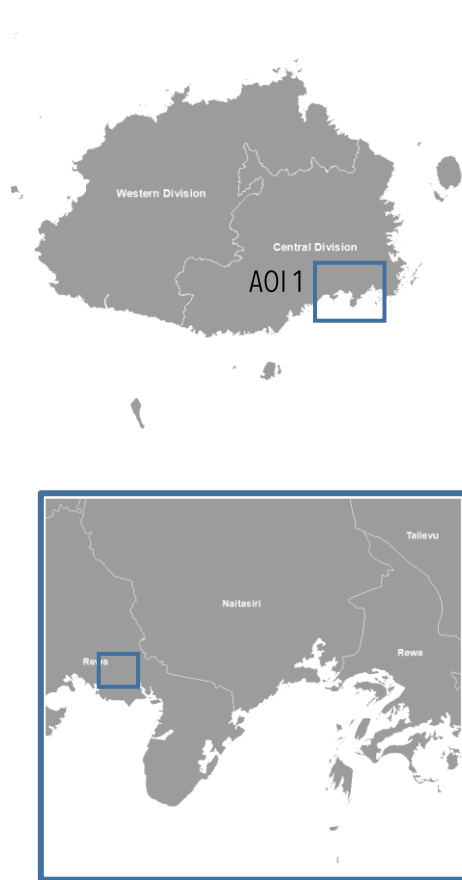 Western Division
Central Division
AOI 1
Tailevu
Naitasiri
Rewa
Rewa